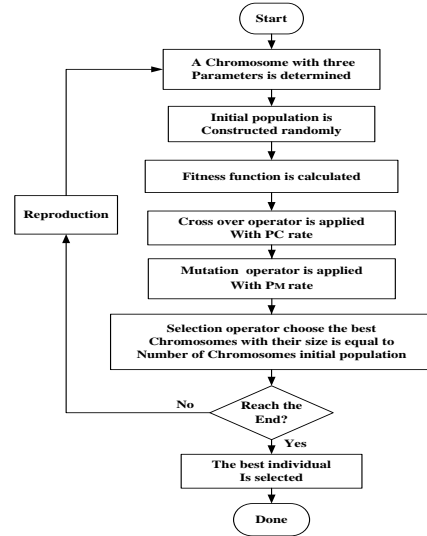 Start
A Chromosome with three
Parameters is determined
Initial population is
Constructed randomly
Fitness function is calculated
Reproduction
Cross over operator is applied
With PC rate
Mutation operator is applied
With PM rate
Selection operator choose the best
Chromosomes with their size is equal to
Number of Chromosomes initial population
No
Reach the
End?
Yes
The best individual
Is selected
Done